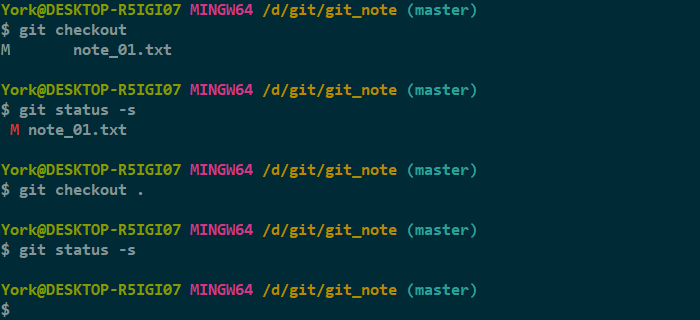 York@DESKTOP-R5IGI07 MINGW64 /d/git/git_note (master)
$ git checkout
M       note_01.txt
York@DESKTOP-R5IGI07 MINGW64 /d/git/git_note (master)
$ git status -s
 M note_01.txt
York@DESKTOP-R5IGI07 MINGW64 /d/git/git_note (master)
$ git checkout .
York@DESKTOP-R5IGI07 MINGW64 /d/git/git_note (master)
$ git status -s
York@DESKTOP-R5IGI07 MINGW64 /d/git/git_note (master)
$